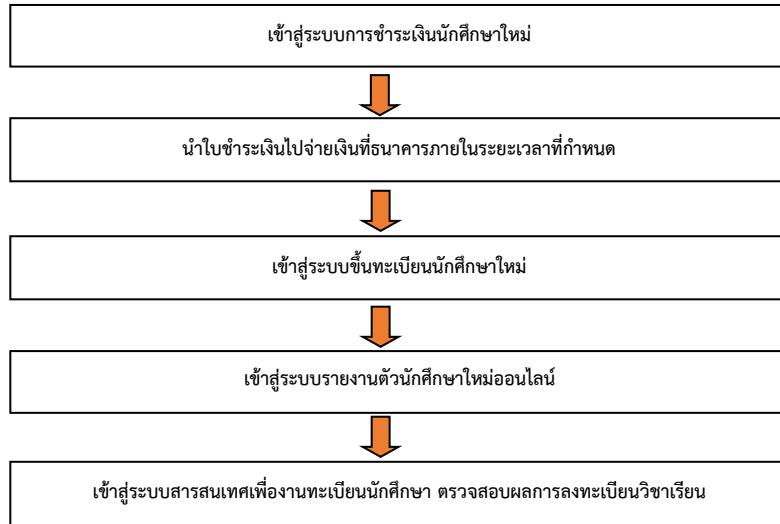 เข้าสู่ระบบการชำระเงินนักศึกษาใหม่
นำใบชำระเงินไปจ่ายเงินที่ธนาคารภายในระยะเวลาที่กำหนด
เข้าสู่ระบบขึ้นทะเบียนนักศึกษาใหม่
เข้าสู่ระบบรายงานตัวนักศึกษาใหม่ออนไลน์
เข้าสู่ระบบสารสนเทศเพื่องานทะเบียนนักศึกษา ตรวจสอบผลการลงทะเบียนวิชาเรียน